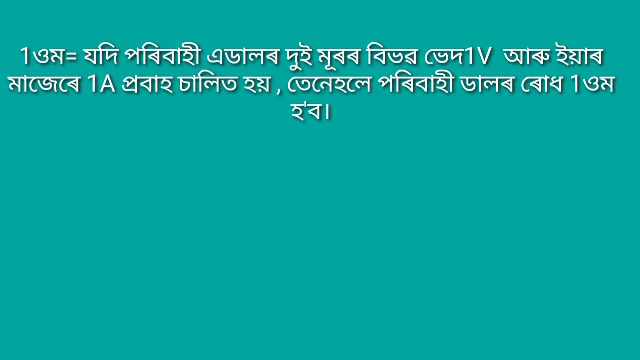 1ওম= যদি পৰিবাহী এডালৰ দুই মূৰৰ বিভৱ ভেদ1V আৰু ইয়াৰ
মাজেৰে 1A প্ৰবাহ চালিত হয় , তেনেহলে পৰিবাহী ডালৰ ৰোধ 1ওম
হ'ব।